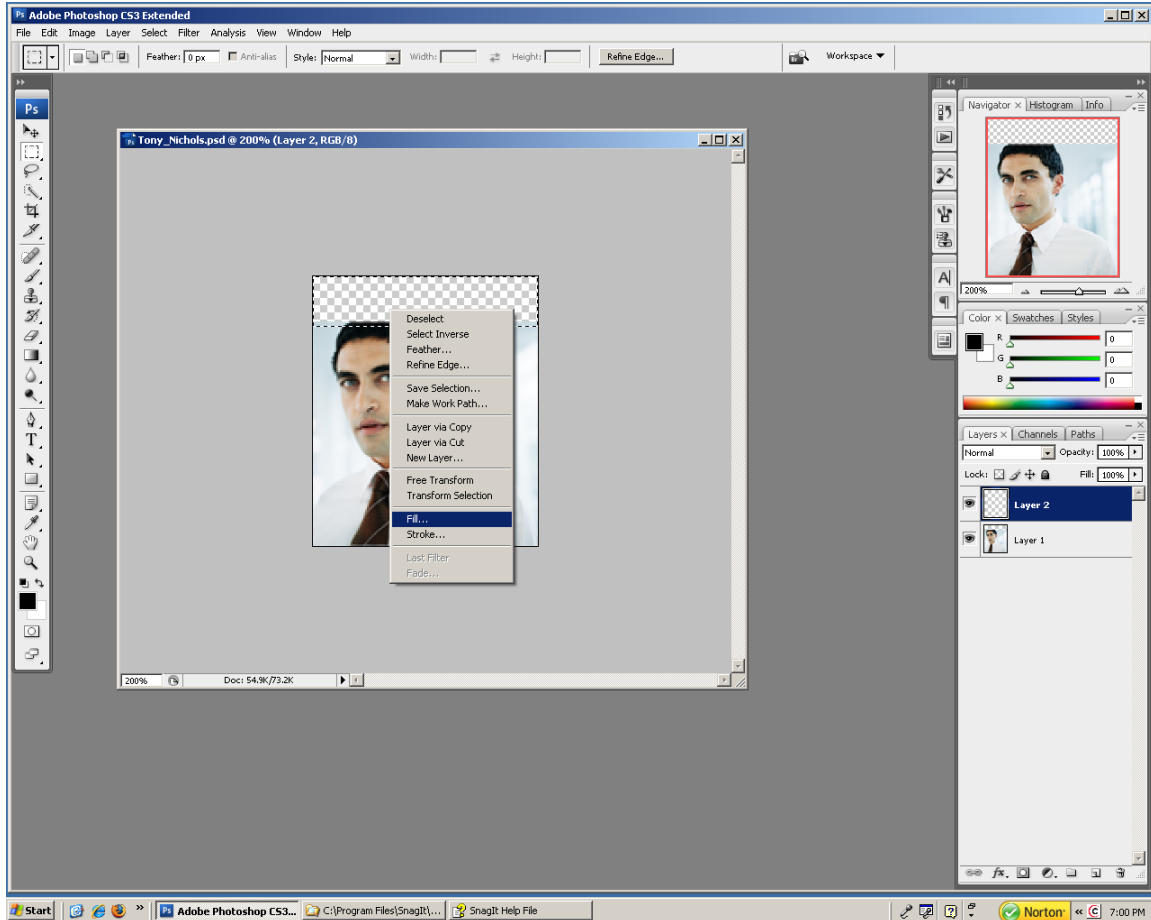 Ps Adobe Photoshop CS3 Extended
File Edit Image Layer Select Filter Analysis View Window Help
Feather: 0 px Anti-alias Style: Normal Width: Height: Refine Edge... Workspace
Ps
Tony_Nichols.psd @ 200% (Layer 2, RGB/8)
Deselect
Select Inverse
Feather...
Refine Edge...
Save Selection...
Make Work Path...
Layer via Copy
Layer via Cut
New Layer...
Free Transform
Transform Selection
Fill...
Stroke...
Last Filter
Fade...
200% Doc: 54.9K/73.2K
T
A
Navigator × Histogram Info
200%
Color × Swatches Styles
R 0
G 0
B 0
Layers × Channels Paths
Normal Opacity: 100%
Lock: Fill: 100%
Layer 2
Layer 1
fx.
Start » Ps Adobe Photoshop CS3... C:\Program Files\SnagIt\... SnagIt Help File Norton « C 7:00 PM